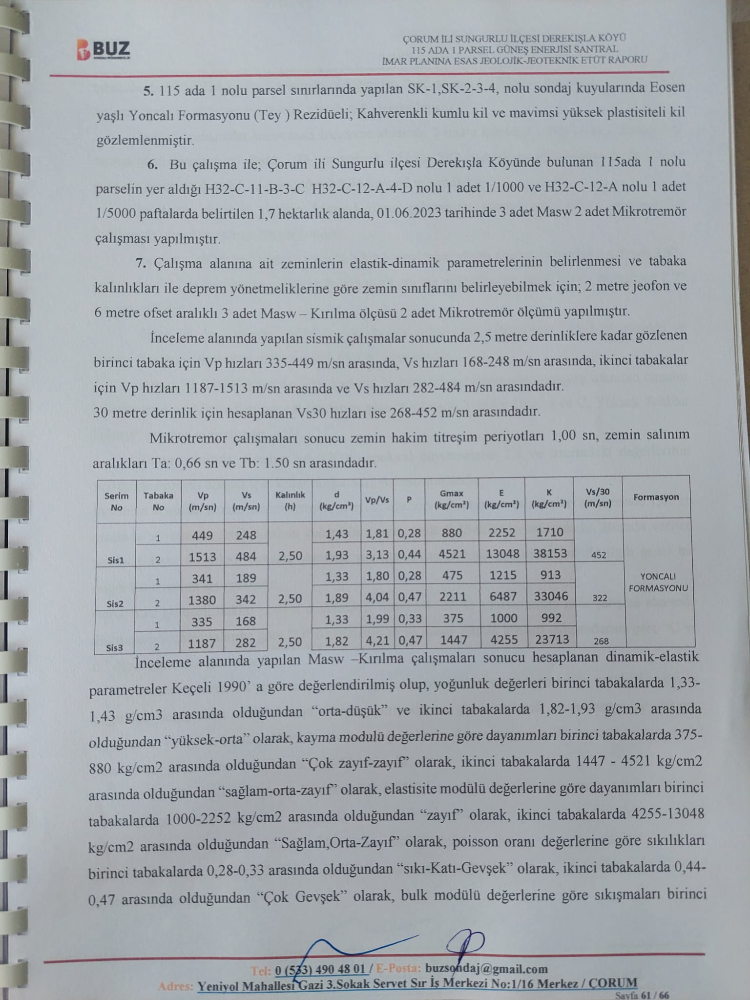 BUZ
ÇORUM İLİ SUNGURLU İLÇESİ DEREKIŞLA KÖYÜ
115 ADA 1 PARSEL GÜNEŞ ENERJİSİ SANTRAL
İMAR PLANINA ESAS JEOLOJİK-JEOTEKNİK ETÜT RAPORU
5. 115 ada 1 nolu parsel sınırlarında yapılan SK-1,SK-2-3-4, nolu sondaj kuyularında Eosen
yaşlı Yoncalı Formasyonu (Tey ) Rezidüeli; Kahverenkli kumlu kil ve mavimsi yüksek plastisiteli kil
gözlemlenmiştir.
6. Bu çalışma ile; Çorum ili Sungurlu ilçesi Derekışla Köyünde bulunan 115ada 1 nolu
parselin yer aldığı H32-C-11-B-3-C H32-C-12-A-4-D nolu 1 adet 1/1000 ve H32-C-12-A nolu 1 adet
1/5000 paftalarda belirtilen 1,7 hektarlık alanda, 01.06.2023 tarihinde 3 adet Masw 2 adet Mikrotremör
çalışması yapılmıştır.
7. Çalışma alanına ait zeminlerin elastik-dinamik parametrelerinin belirlenmesi ve tabaka
kalınlıkları ile deprem yönetmeliklerine göre zemin sınıflarını belirleyebilmek için; 2 metre jeofon ve
6 metre ofset aralıklı 3 adet Masw – Kırılma ölçüsü 2 adet Mikrotremör ölçümü yapılmıştır.
İnceleme alanında yapılan sismik çalışmalar sonucunda 2,5 metre derinliklere kadar gözlenen
birinci tabaka için Vp hızları 335-449 m/sn arasında, Vs hızları 168-248 m/sn arasında, ikinci tabakalar
için Vp hızları 1187-1513 m/sn arasında ve Vs hızları 282-484 m/sn arasındadır.
30 metre derinlik için hesaplanan Vs30 hızları ise 268-452 m/sn arasındadır.
Mikrotremor çalışmaları sonucu zemin hakim titreşim periyotları 1,00 sn, zemin salınım
aralıkları Ta: 0,66 sn ve Tb: 1.50 sn arasındadır.
Serim No Tabaka No Vp (m/sn) Vs (m/sn) Kalınlık (h) d (kg/cm³) Vp/Vs P Gmax (kg/cm²) E (kg/cm²) K (kg/cm²) Vs/30 (m/sn) Formasyon
1 449 248 1,43 1,81 0,28 880 2252 1710
Sis1 2 1513 484 2,50 1,93 3,13 0,44 4521 13048 38153 452
1 341 189 1,33 1,80 0,28 475 1215 913 YONCALI FORMASYONU
Sis2 2 1380 342 2,50 1,89 4,04 0,47 2211 6487 33046 322
1 335 168 1,33 1,99 0,33 375 1000 992
Sis3 2 1187 282 2,50 1,82 4,21 0,47 1447 4255 23713 268
İnceleme alanında yapılan Masw –Kırılma çalışmaları sonucu hesaplanan dinamik-elastik
parametreler Keçeli 1990’ a göre değerlendirilmiş olup, yoğunluk değerleri birinci tabakalarda 1,33-
1,43 g/cm3 arasında olduğundan “orta-düşük” ve ikinci tabakalarda 1,82-1,93 g/cm3 arasında
olduğundan “yüksek-orta” olarak, kayma modulü değerlerine göre dayanımları birinci tabakalarda 375-
880 kg/cm2 arasında olduğundan “Çok zayıf-zayıf” olarak, ikinci tabakalarda 1447 - 4521 kg/cm2
arasında olduğundan “sağlam-orta-zayıf” olarak, elastisite modülü değerlerine göre dayanımları birinci
tabakalarda 1000-2252 kg/cm2 arasında olduğundan “zayıf” olarak, ikinci tabakalarda 4255-13048
kg/cm2 arasında olduğundan “Sağlam,Orta-Zayıf” olarak, poisson oranı değerlerine göre sıkılıkları
birinci tabakalarda 0,28-0,33 arasında olduğundan “sıkı-Katı-Gevşek” olarak, ikinci tabakalarda 0,44-
0,47 arasında olduğundan “Çok Gevşek” olarak, bulk modülü değerlerine göre sıkışmaları birinci
Tel: 0 (533) 490 48 01 / E-Posta: buzsondaj@gmail.com
Adres: Yeniyol Mahallesi Gazi 3.Sokak Servet Sır İş Merkezi No:1/16 Merkez / ÇORUM
Sayfa 61 / 66